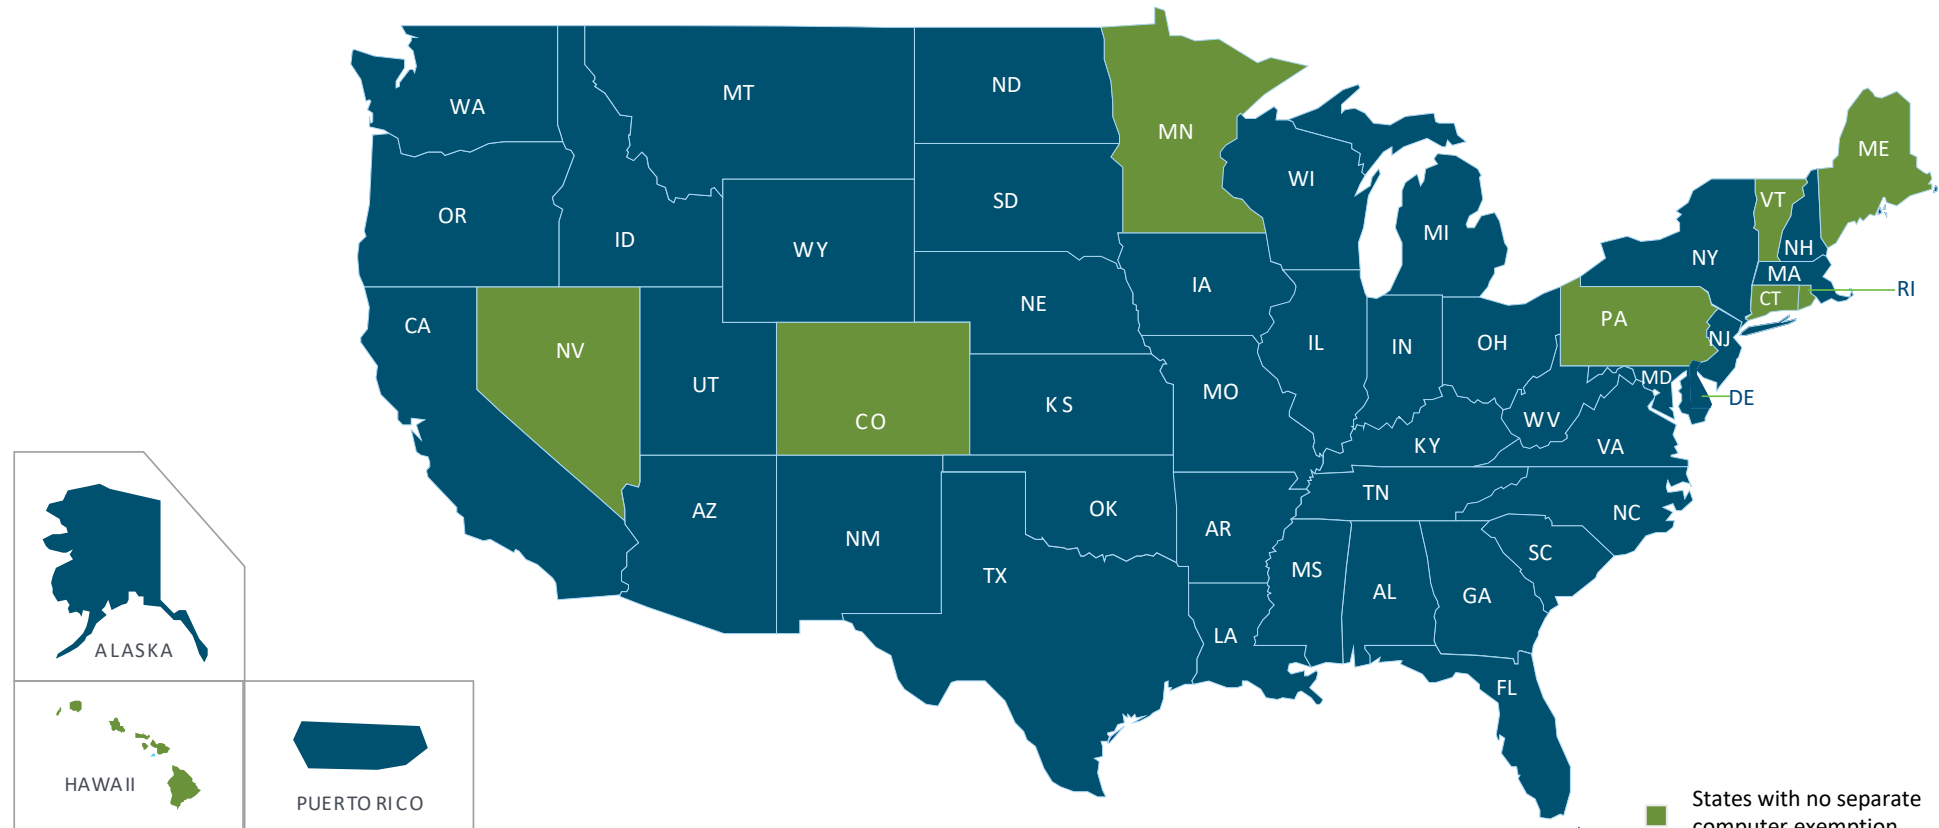 WA
MT
ND
MN
ME
OR
ID
WY
SD
WI
MI
VT
NH
NY
MA
RI
CT
CA
NV
UT
CO
NE
IA
KS
MO
IL
IN
OH
PA
NJ
MD
DE
WV
VA
KY
AZ
NM
OK
AR
TN
NC
SC
TX
LA
MS
AL
GA
FL
ALASKA
HAWAII
PUERTO RICO
States with no separate
computer exemption